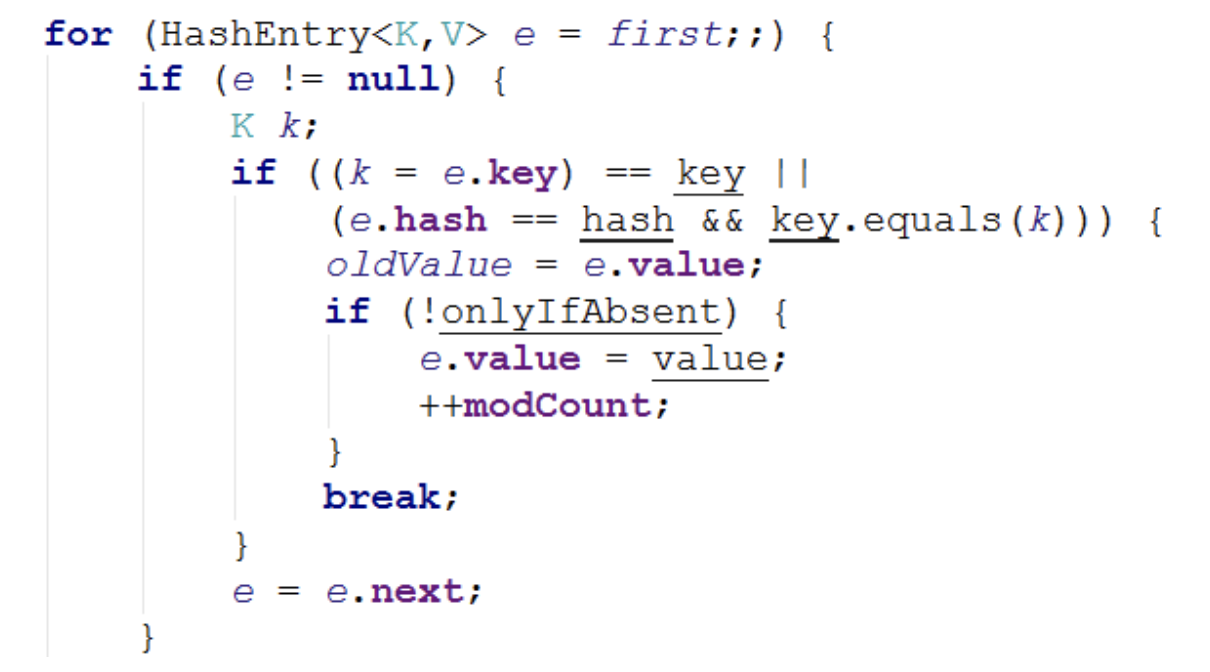 for (HashEntry<K,V> e = first;;) {
    if (e != null) {
        K k;
        if ((k = e.key) == key ||
            (e.hash == hash && key.equals(k))) {
            oldValue = e.value;
            if (!onlyIfAbsent) {
                e.value = value;
                ++modCount;
            }
            break;
        }
        e = e.next;
    }